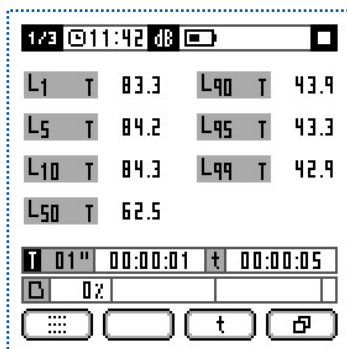 1/3 11:42 dB
L1 T 83.3 L90 T 43.9
L5 T 84.2 L95 T 43.3
L10 T 84.3 L99 T 42.9
L50 T 62.5
T 01" 00:00:01 t 00:00:05
0%
t